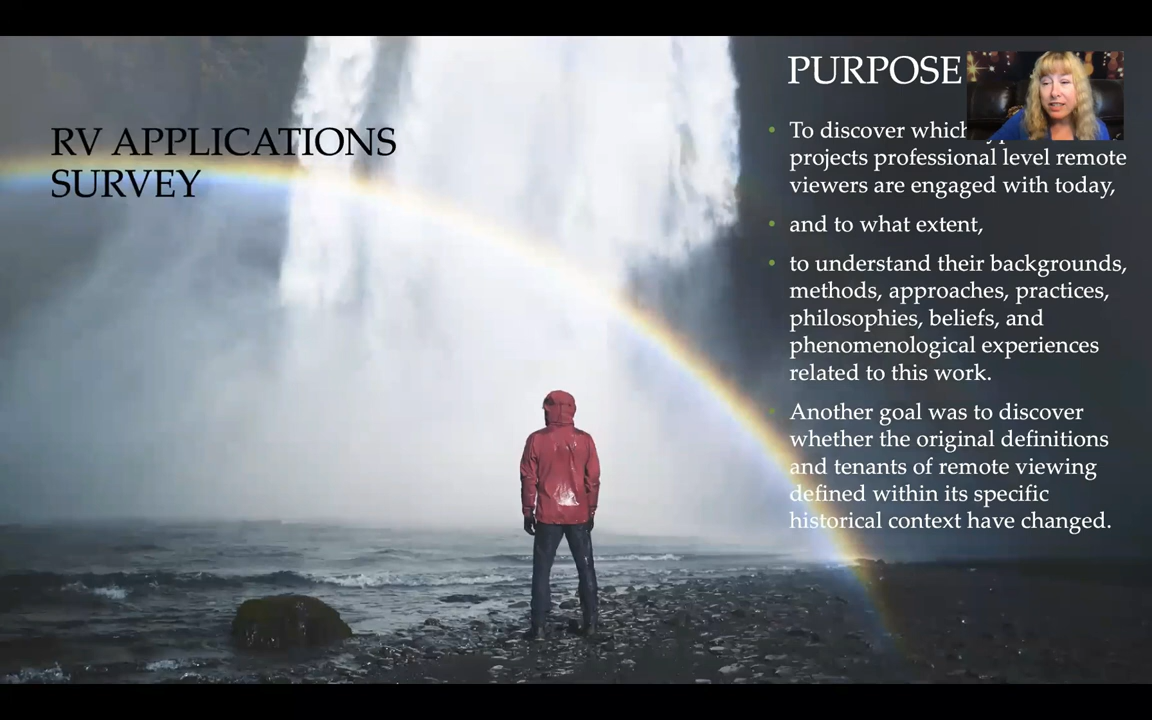 RV APPLICATIONS
SURVEY
PURPOSE
To discover which
projects professional level remote
viewers are engaged with today,
and to what extent,
to understand their backgrounds,
methods, approaches, practices,
philosophies, beliefs, and
phenomenological experiences
related to this work.
Another goal was to discover
whether the original definitions
and tenants of remote viewing
defined within its specific
historical context have changed.